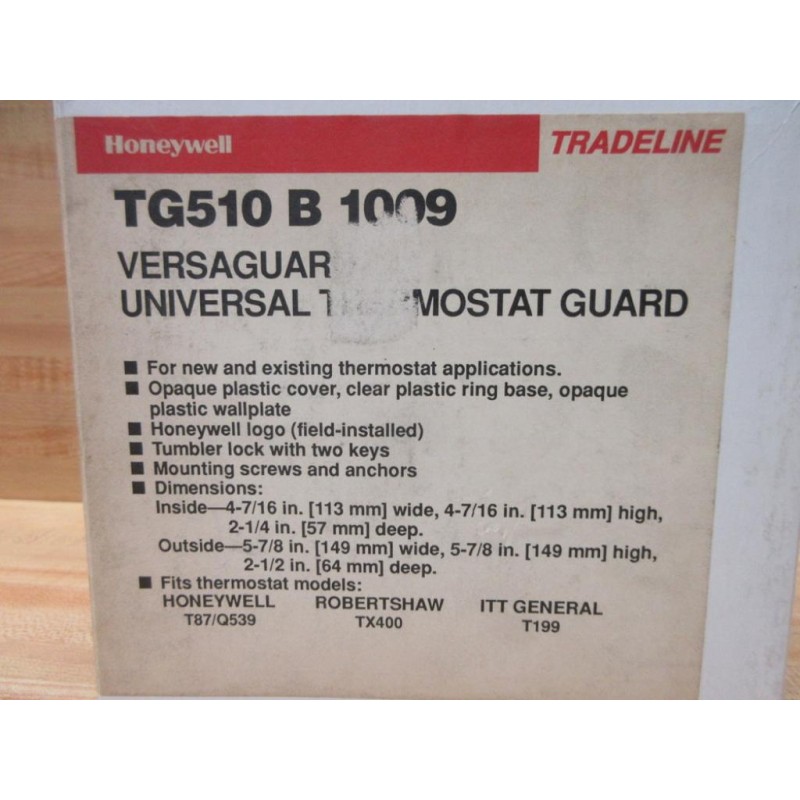 Honeywell TRADELINE
TG510 B 1009
VERSAGUAR
UNIVERSAL T MOSTAT GUARD
■ For new and existing thermostat applications.
■ Opaque plastic cover, clear plastic ring base, opaque
plastic wallplate
■ Honeywell logo (field-installed)
■ Tumbler lock with two keys
■ Mounting screws and anchors
■ Dimensions:
Inside—4-7/16 in. [113 mm] wide, 4-7/16 in. [113 mm] high,
2-1/4 in. [57 mm] deep.
Outside—5-7/8 in. [149 mm] wide, 5-7/8 in. [149 mm] high,
2-1/2 in. [64 mm] deep.
■ Fits thermostat models:
HONEYWELL ROBERTSHAW ITT GENERAL
T87/Q539 TX400 T199